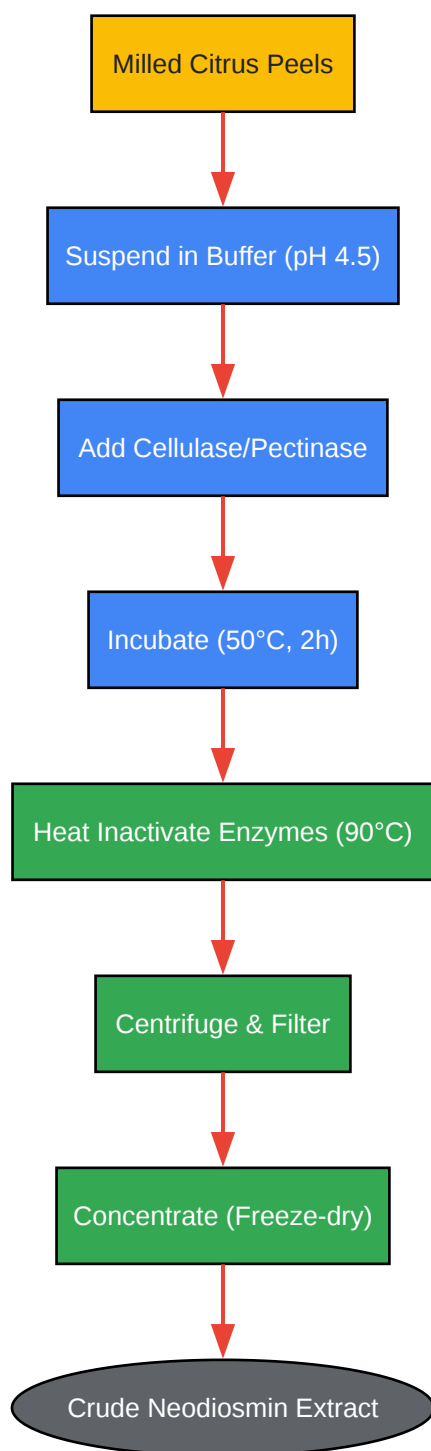 Milled Citrus Peels
Suspend in Buffer (pH 4.5)
Add Cellulase/Pectinase
Incubate (50°C, 2h)
Heat Inactivate Enzymes (90°C)
Centrifuge & Filter
Concentrate (Freeze-dry)
Crude Neodiosmin Extract